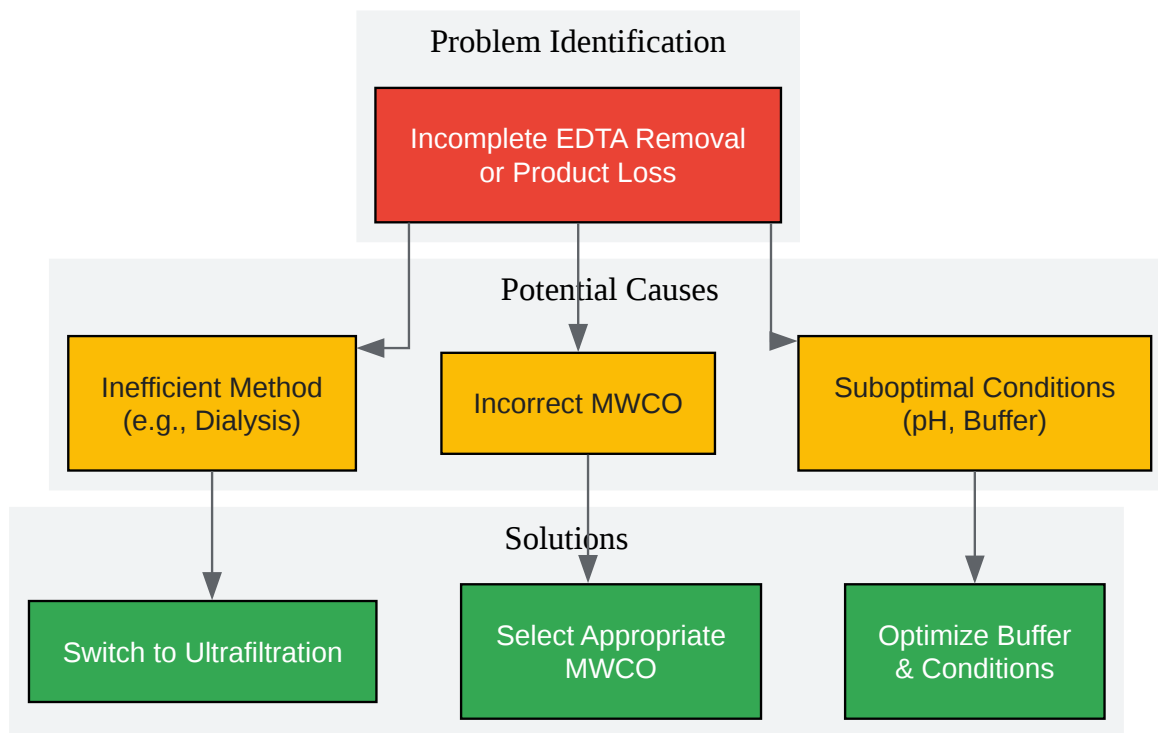 Problem Identification
Incomplete EDTA Removal
or Product Loss
Potential Causes
Inefficient Method
(e.g., Dialysis)
Incorrect MWCO
Suboptimal Conditions
(pH, Buffer)
Solutions
Switch to Ultrafiltration
Select Appropriate
MWCO
Optimize Buffer
& Conditions